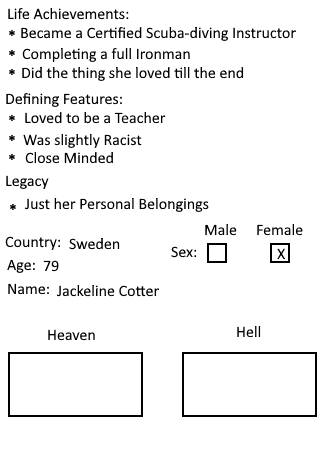 Life Achievements:
* Became a Certified Scuba-diving Instructor
* Completing a full Ironman
* Did the thing she loved till the end
Defining Features:
* Loved to be a Teacher
* Was slightly Racist
* Close Minded
Legacy
* Just her Personal Belongings
Male Female
Country: Sweden
Sex: X
Age: 79
Name: Jackeline Cotter
Heaven Hell